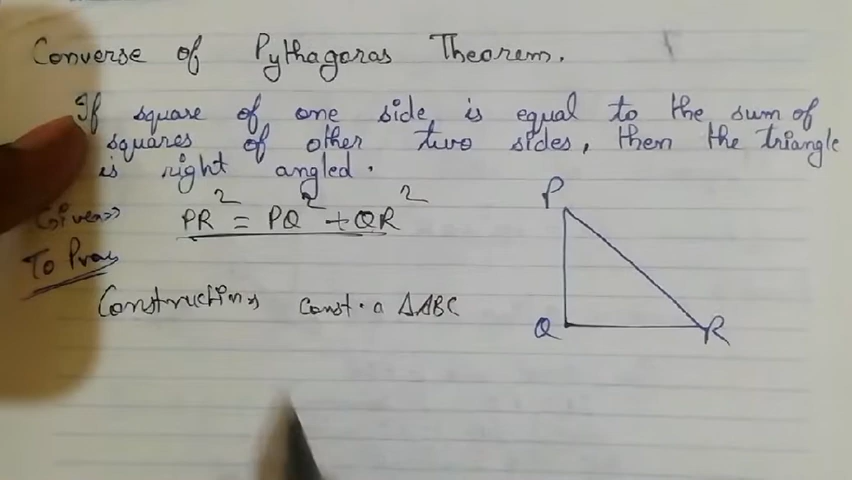 Converse of Pythagoras Theorem.
If square of one side is equal to the sum of
squares of other two sides, then the triangle
is right angled.
Given⇒ PR² = PQ² + QR²
To Prove
Construction⇒ Const. a ΔABC
P
Q
R